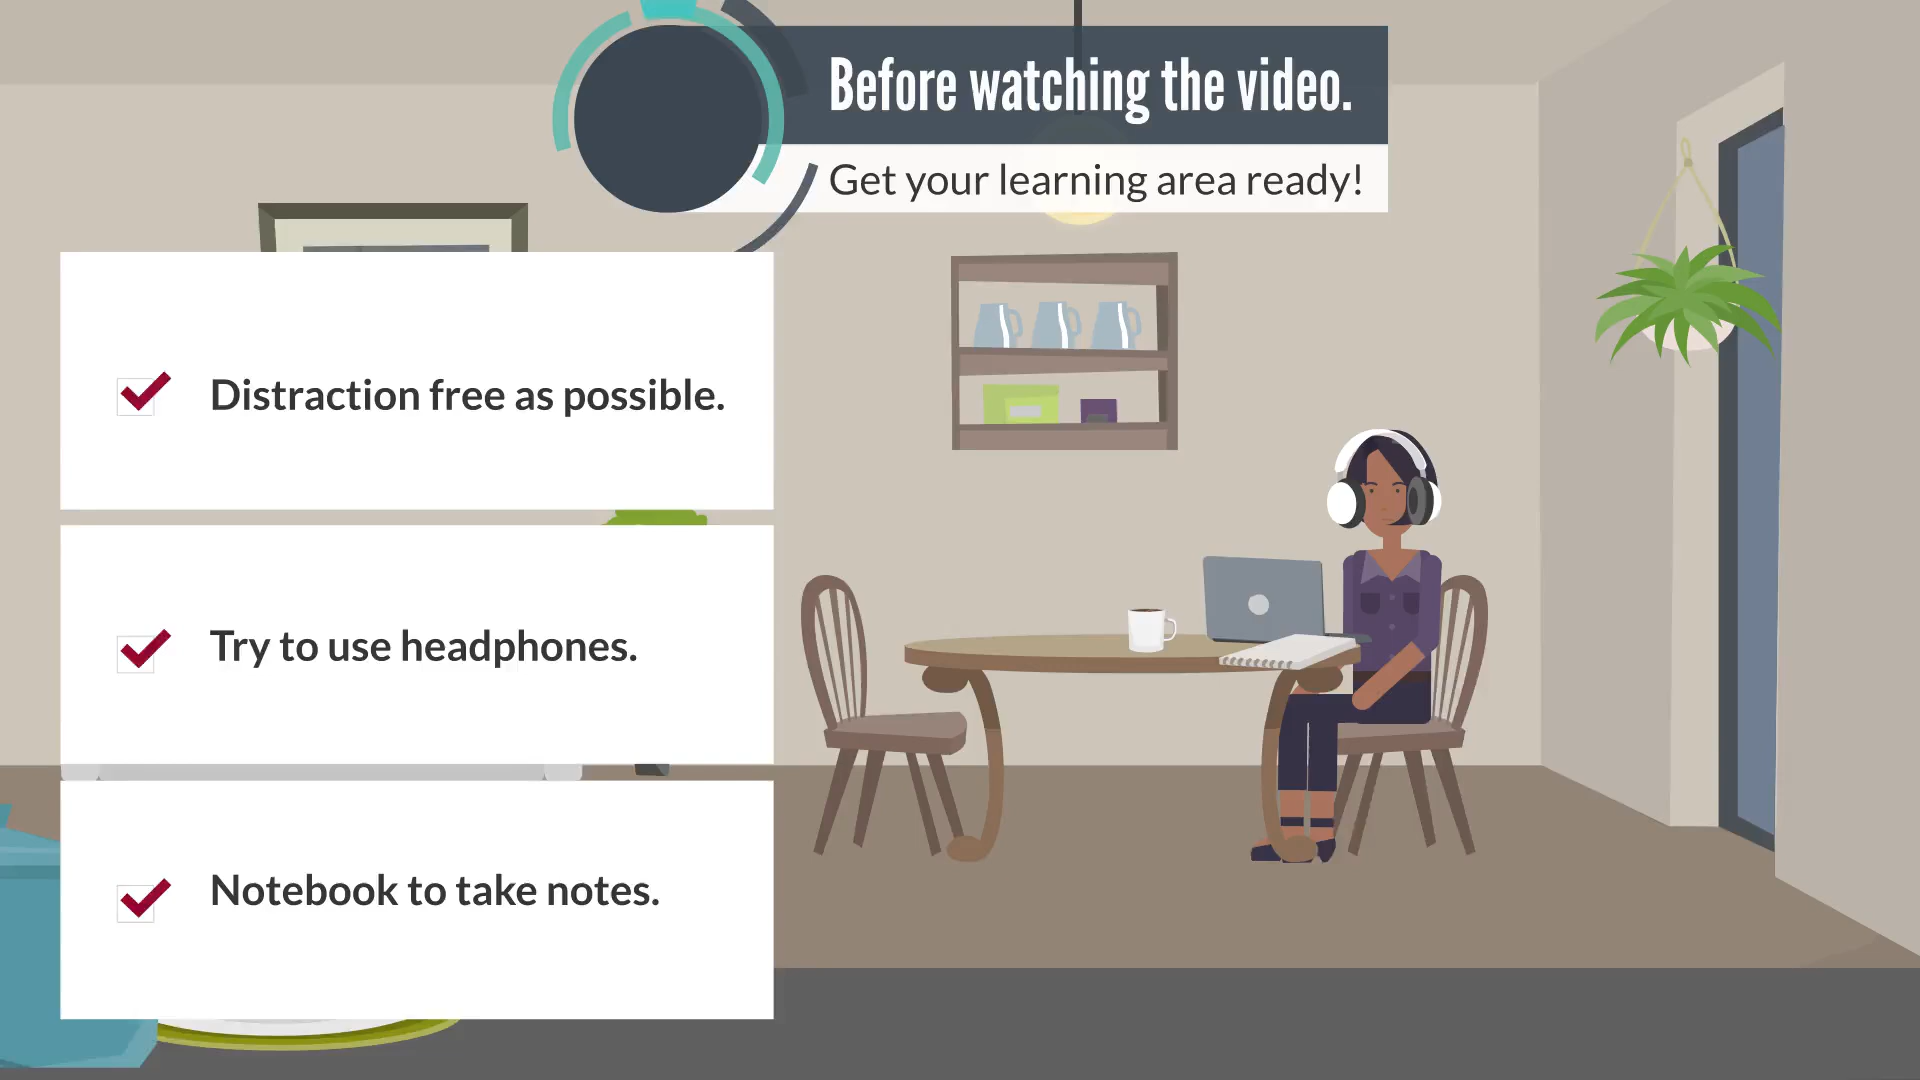 Before watching the video.
Get your learning area ready!
Distraction free as possible.
Try to use headphones.
Notebook to take notes.